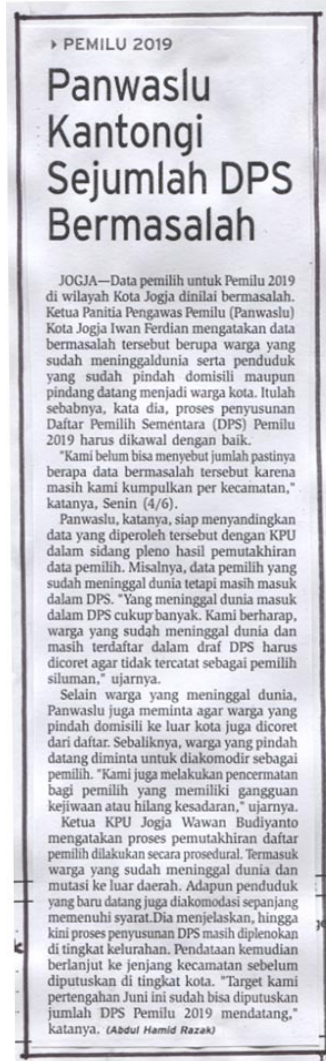 ▸ PEMILU 2019
Panwaslu
Kantongi
Sejumlah DPS
Bermasalah
JOGJA—Data pemilih untuk Pemilu 2019
di wilayah Kota Jogja dinilai bermasalah.
Ketua Panitia Pengawas Pemilu (Panwaslu)
Kota Jogja Iwan Ferdian mengatakan data
bermasalah tersebut berupa warga yang
sudah meninggaldunia serta penduduk
yang sudah pindah domisili maupun
pindang datang menjadi warga kota. Itulah
sebabnya, kata dia, proses penyusunan
Daftar Pemilih Sementara (DPS) Pemilu
2019 harus dikawal dengan baik.
"Kami belum bisa menyebut jumlah pastinya
berapa data bermasalah tersebut karena
masih kami kumpulkan per kecamatan,"
katanya, Senin (4/6).
Panwaslu, katanya, siap menyandingkan
data yang diperoleh tersebut dengan KPU
dalam sidang pleno hasil pemutakhiran
data pemilih. Misalnya, data pemilih yang
sudah meninggal dunia tetapi masih masuk
dalam DPS. "Yang meninggal dunia masuk
dalam DPS cukup banyak. Kami berharap,
warga yang sudah meninggal dunia dan
masih terdaftar dalam draf DPS harus
dicoret agar tidak tercatat sebagai pemilih
siluman," ujarnya.
Selain warga yang meninggal dunia,
Panwaslu juga meminta agar warga yang
pindah domisili ke luar kota juga dicoret
dari daftar. Sebaliknya, warga yang pindah
datang diminta untuk diakomodir sebagai
pemilih. "Kami juga melakukan pencermatan
bagi pemilih yang memiliki gangguan
kejiwaan atau hilang kesadaran," ujarnya.
Ketua KPU Jogja Wawan Budiyanto
mengatakan proses pemutakhiran daftar
pemilih dilakukan secara prosedural. Termasuk
warga yang sudah meninggal dunia dan
mutasi ke luar daerah. Adapun penduduk
yang baru datang juga diakomodasi sepanjang
memenuhi syarat.Dia menjelaskan, hingga
kini proses penyusunan DPS masih diplenokan
di tingkat kelurahan. Pendataan kemudian
berlanjut ke jenjang kecamatan sebelum
diputuskan di tingkat kota. "Target kami
pertengahan Juni ini sudah bisa diputuskan
jumlah DPS Pemilu 2019 mendatang,"
katanya. (Abdul Hamid Razak)